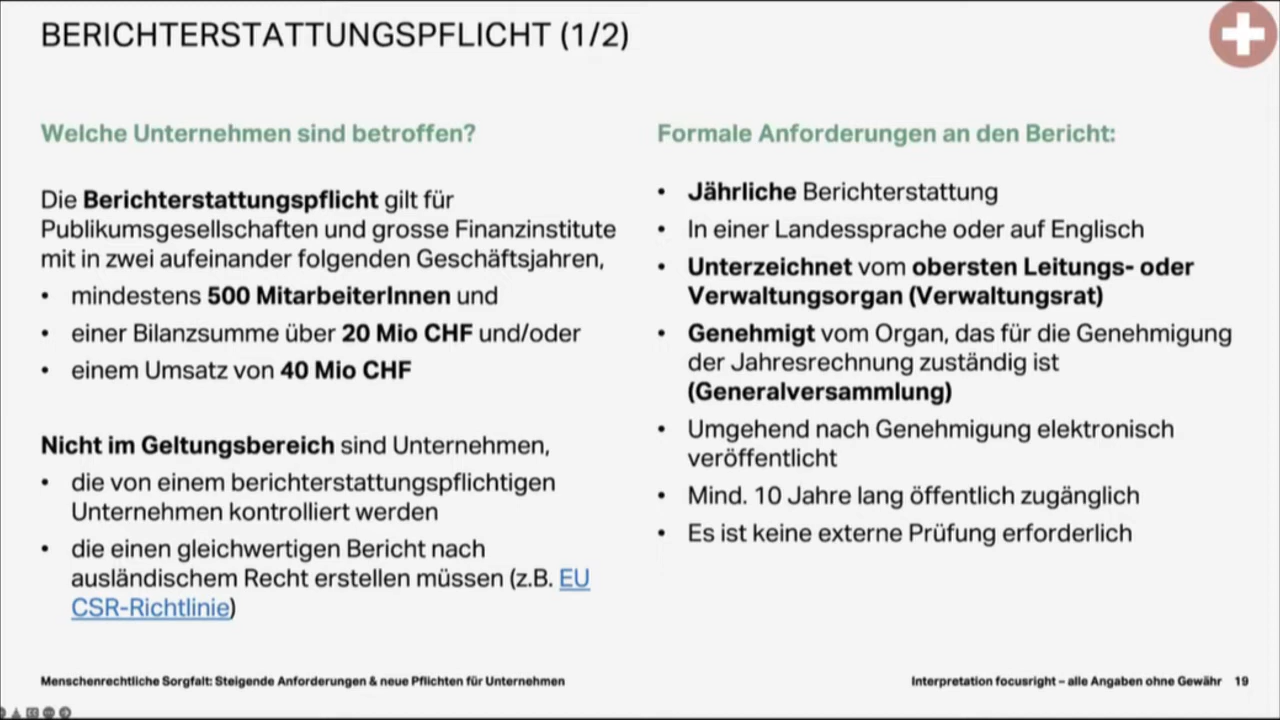 BERICHTERSTATTUNGSPFLICHT (1/2)
Welche Unternehmen sind betroffen?
Die Berichterstattungspflicht gilt für
Publikumsgesellschaften und grosse Finanzinstitute
mit in zwei aufeinander folgenden Geschäftsjahren,
• mindestens 500 MitarbeiterInnen und
• einer Bilanzsumme über 20 Mio CHF und/oder
• einem Umsatz von 40 Mio CHF
Nicht im Geltungsbereich sind Unternehmen,
• die von einem berichterstattungspflichtigen
Unternehmen kontrolliert werden
• die einen gleichwertigen Bericht nach
ausländischem Recht erstellen müssen (z.B. EU
CSR-Richtlinie)
Formale Anforderungen an den Bericht:
• Jährliche Berichterstattung
• In einer Landessprache oder auf Englisch
• Unterzeichnet vom obersten Leitungs- oder
Verwaltungsorgan (Verwaltungsrat)
• Genehmigt vom Organ, das für die Genehmigung
der Jahresrechnung zuständig ist
(Generalversammlung)
• Umgehend nach Genehmigung elektronisch
veröffentlicht
• Mind. 10 Jahre lang öffentlich zugänglich
• Es ist keine externe Prüfung erforderlich
Menschenrechtliche Sorgfalt: Steigende Anforderungen & neue Pflichten für Unternehmen
Interpretation focusright – alle Angaben ohne Gewähr 19